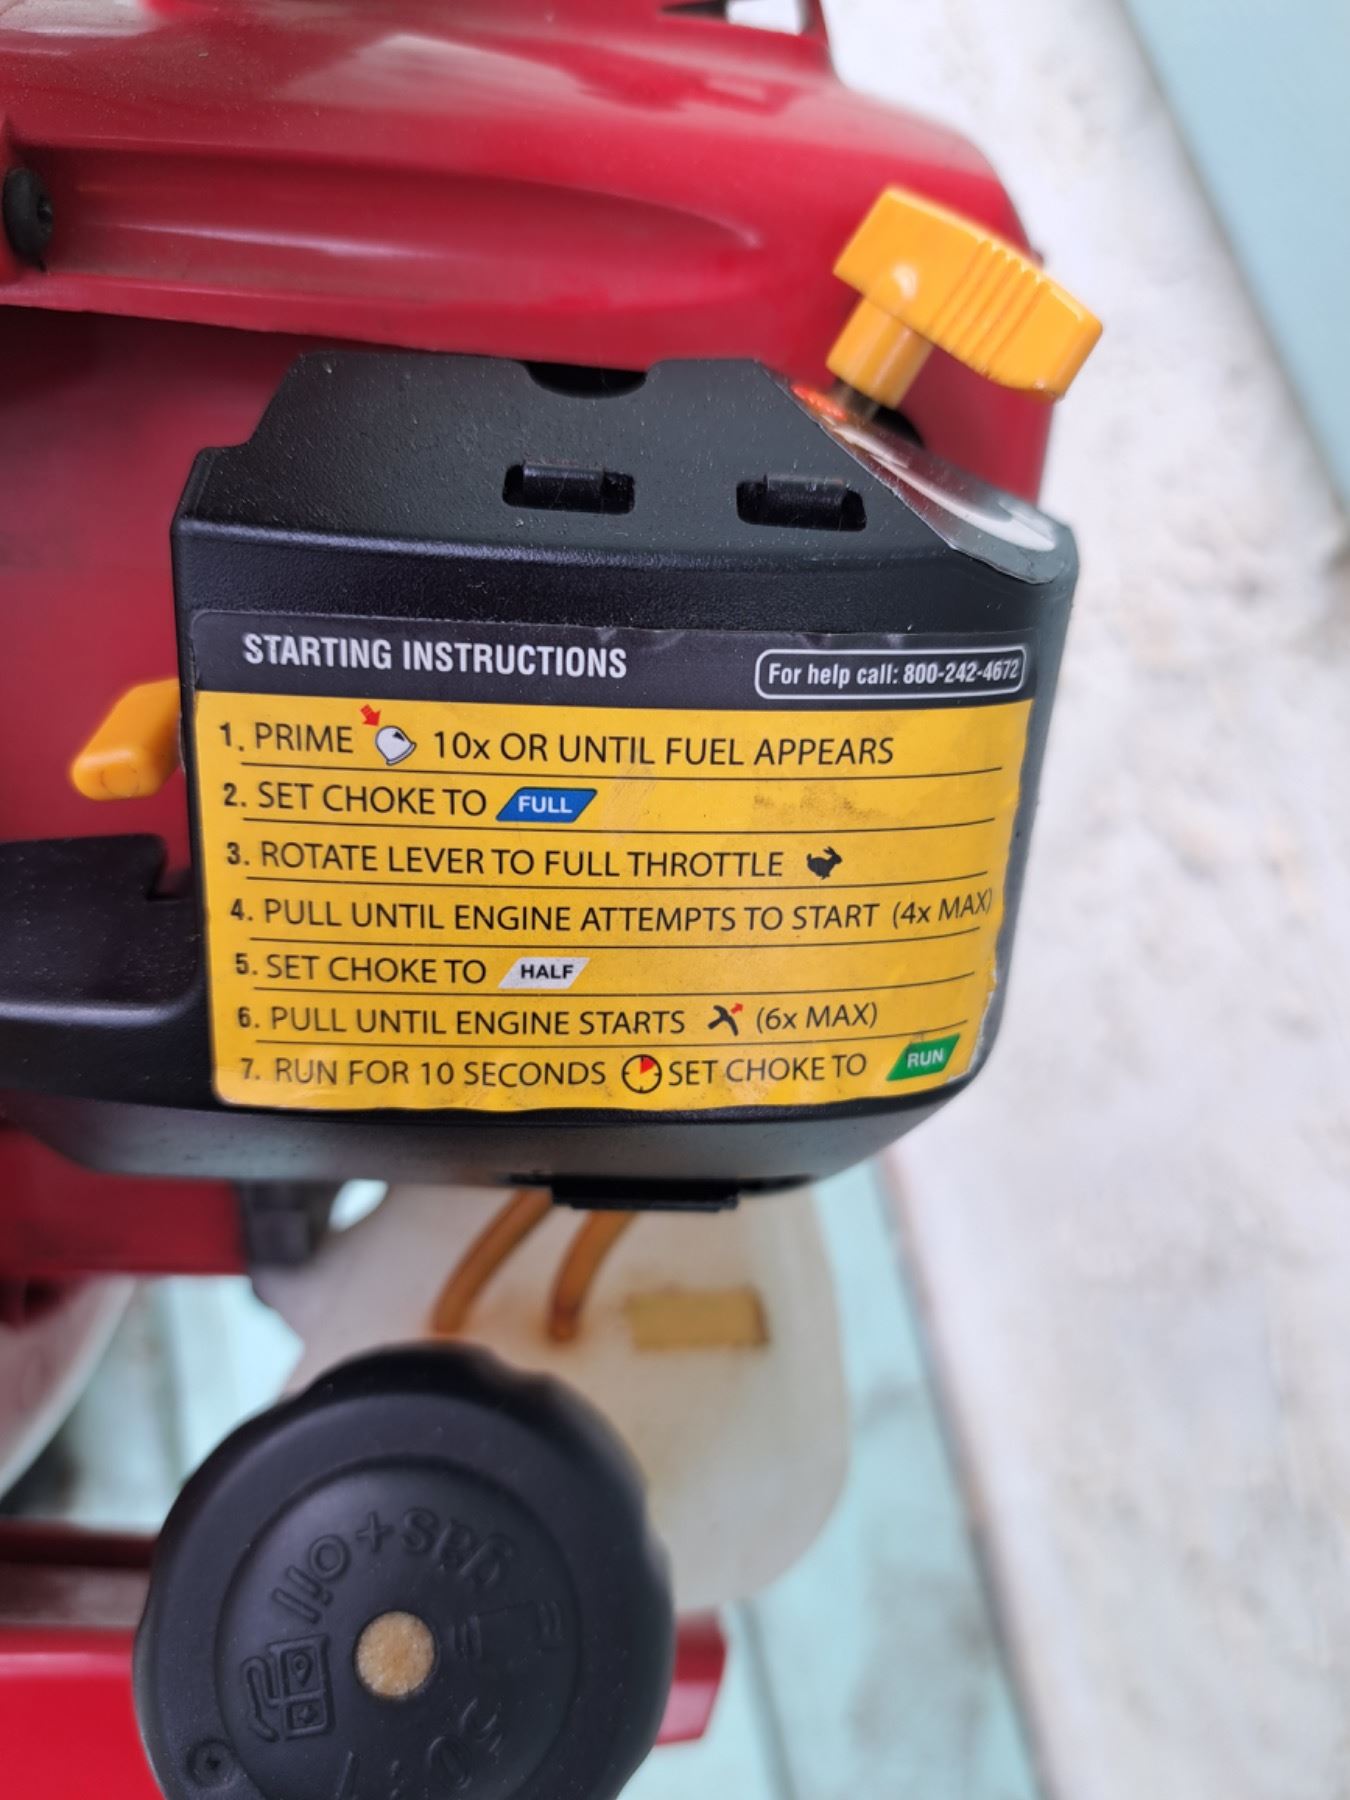 STARTING INSTRUCTIONS
For help call: 800-242-4672
1. PRIME 10x OR UNTIL FUEL APPEARS
2. SET CHOKE TO FULL
3. ROTATE LEVER TO FULL THROTTLE
4. PULL UNTIL ENGINE ATTEMPTS TO START (4x MAX)
5. SET CHOKE TO HALF
6. PULL UNTIL ENGINE STARTS (6x MAX)
7. RUN FOR 10 SECONDS SET CHOKE TO RUN
gas+oil